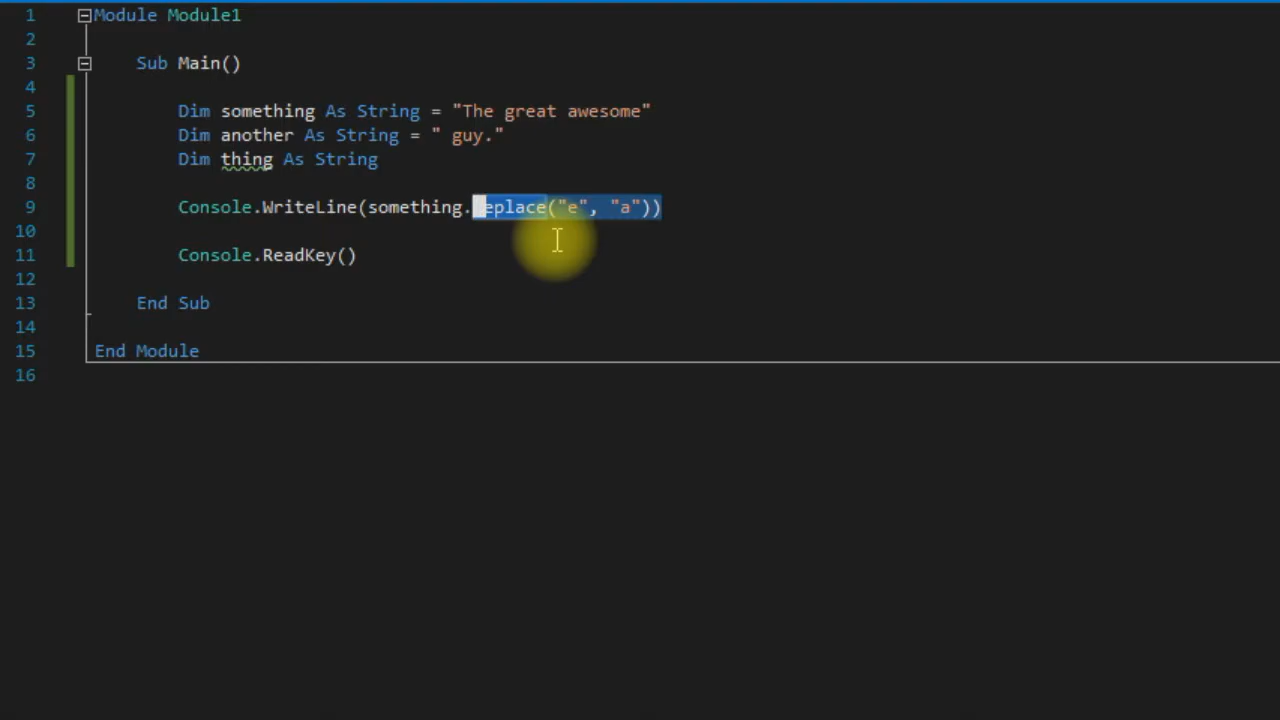 1 Module Module1
2
3 Sub Main()
4
5 Dim something As String = "The great awesome"
6 Dim another As String = " guy."
7 Dim thing As String
8
9 Console.WriteLine(something.Replace("e", "a"))
10
11 Console.ReadKey()
12
13 End Sub
14
15 End Module
16